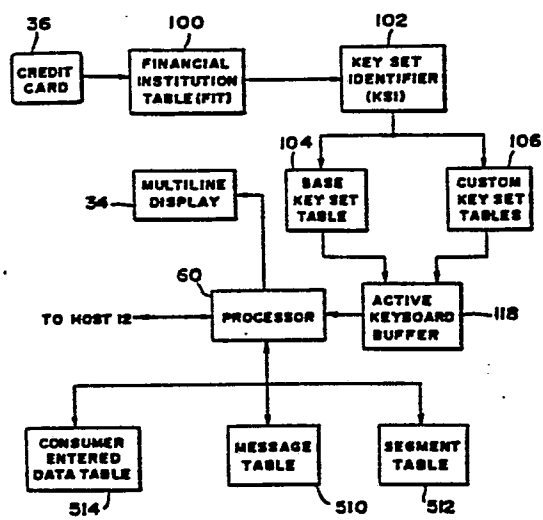 36
100
102
CREDIT
CARD
FINANCIAL
INSTITUTION
TABLE (FIT)
KEY SET
IDENTIFIER
(KSI)
104
106
MULTILINE
DISPLAY
34
BASE
KEY SET
TABLE
CUSTOM
KEY SET
TABLES
60
TO HOST 12
PROCESSOR
ACTIVE
KEYBOARD
BUFFER
118
CONSUMER
ENTERED
DATA TABLE
MESSAGE
TABLE
SEGMENT
TABLE
514
510
512